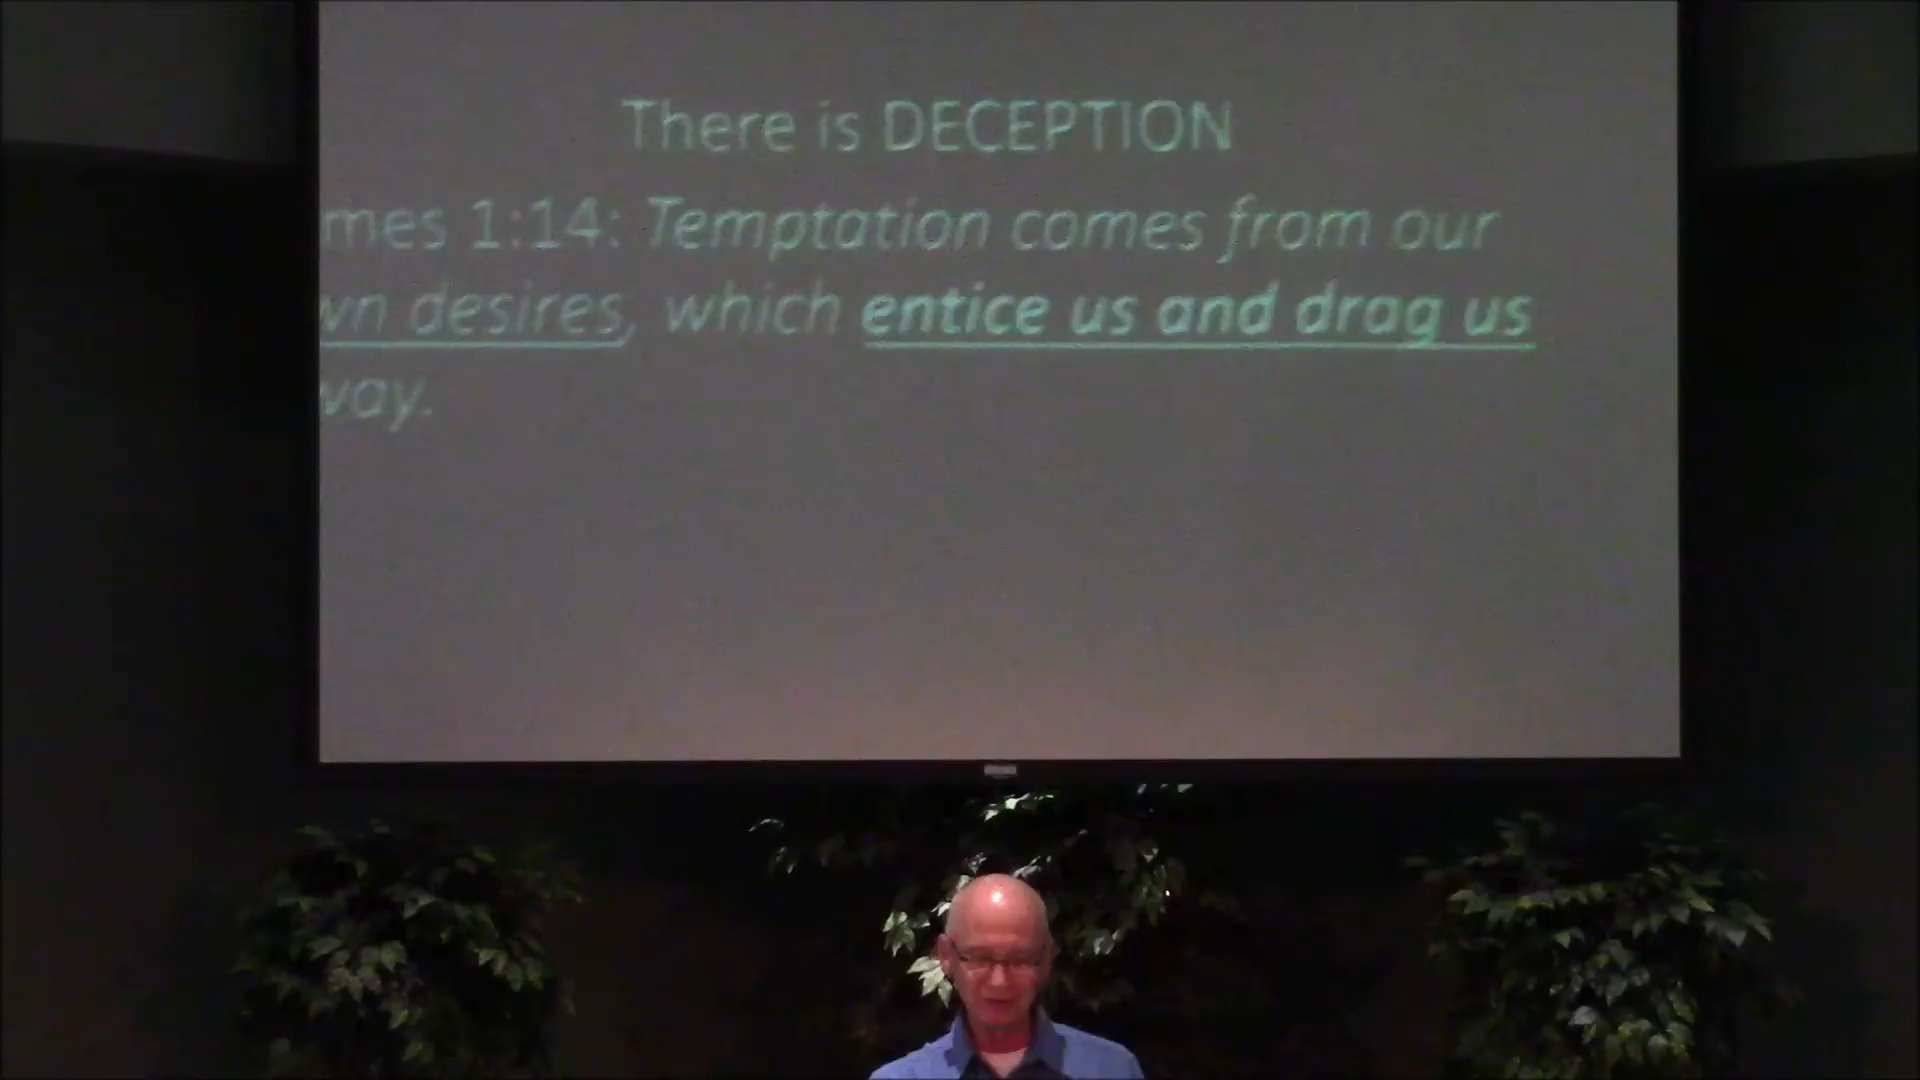 There is DECEPTION
mes 1:14: Temptation comes from our
wn desires, which entice us and drag us
way.